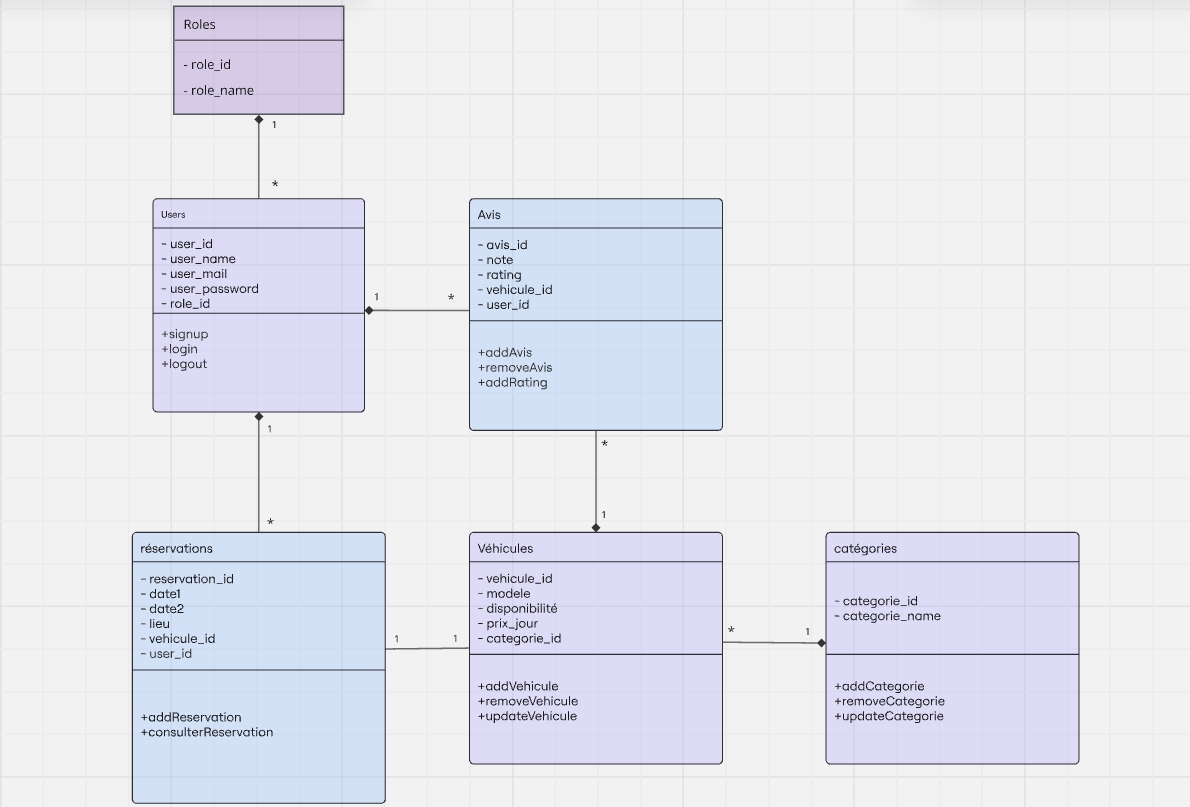 Roles
- role_id
- role_name
1
*
Users
- user_id
- user_name
- user_mail
- user_password
- role_id
+signup
+login
+logout
1
*
Avis
- avis_id
- note
- rating
- vehicule_id
- user_id
+addAvis
+removeAvis
+addRating
1
*
*
1
réservations
- reservation_id
- date1
- date2
- lieu
- vehicule_id
- user_id
+addReservation
+consulterReservation
1
1
Véhicules
- vehicule_id
- modele
- disponibilité
- prix_jour
- categorie_id
+addVehicule
+removeVehicule
+updateVehicule
*
1
catégories
- categorie_id
- categorie_name
+addCategorie
+removeCategorie
+updateCategorie